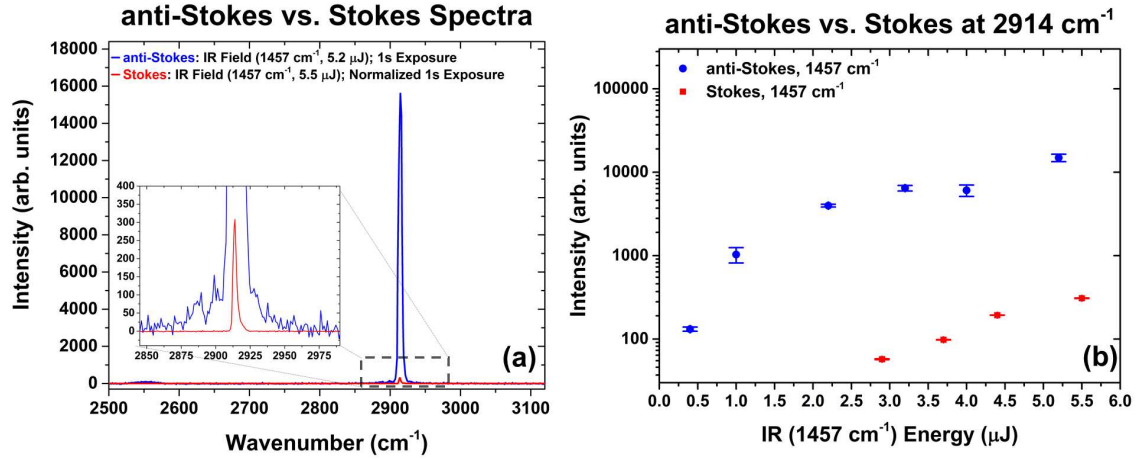 anti-Stokes vs. Stokes Spectra
18000
16000
14000
12000
10000
8000
6000
4000
2000
0
Intensity (arb. units)
anti-Stokes: IR Field (1457 cm⁻¹, 5.2 μJ); 1s Exposure
Stokes: IR Field (1457 cm⁻¹, 5.5 μJ); Normalized 1s Exposure
400
350
300
250
200
150
100
50
0
2850 2875 2900 2925 2950 2975
(a)
2500 2600 2700 2800 2900 3000 3100
Wavenumber (cm⁻¹)
anti-Stokes vs. Stokes at 2914 cm⁻¹
anti-Stokes, 1457 cm⁻¹
Stokes, 1457 cm⁻¹
100000
10000
1000
100
Intensity (arb. units)
(b)
0.0 0.5 1.0 1.5 2.0 2.5 3.0 3.5 4.0 4.5 5.0 5.5 6.0
IR (1457 cm⁻¹) Energy (μJ)